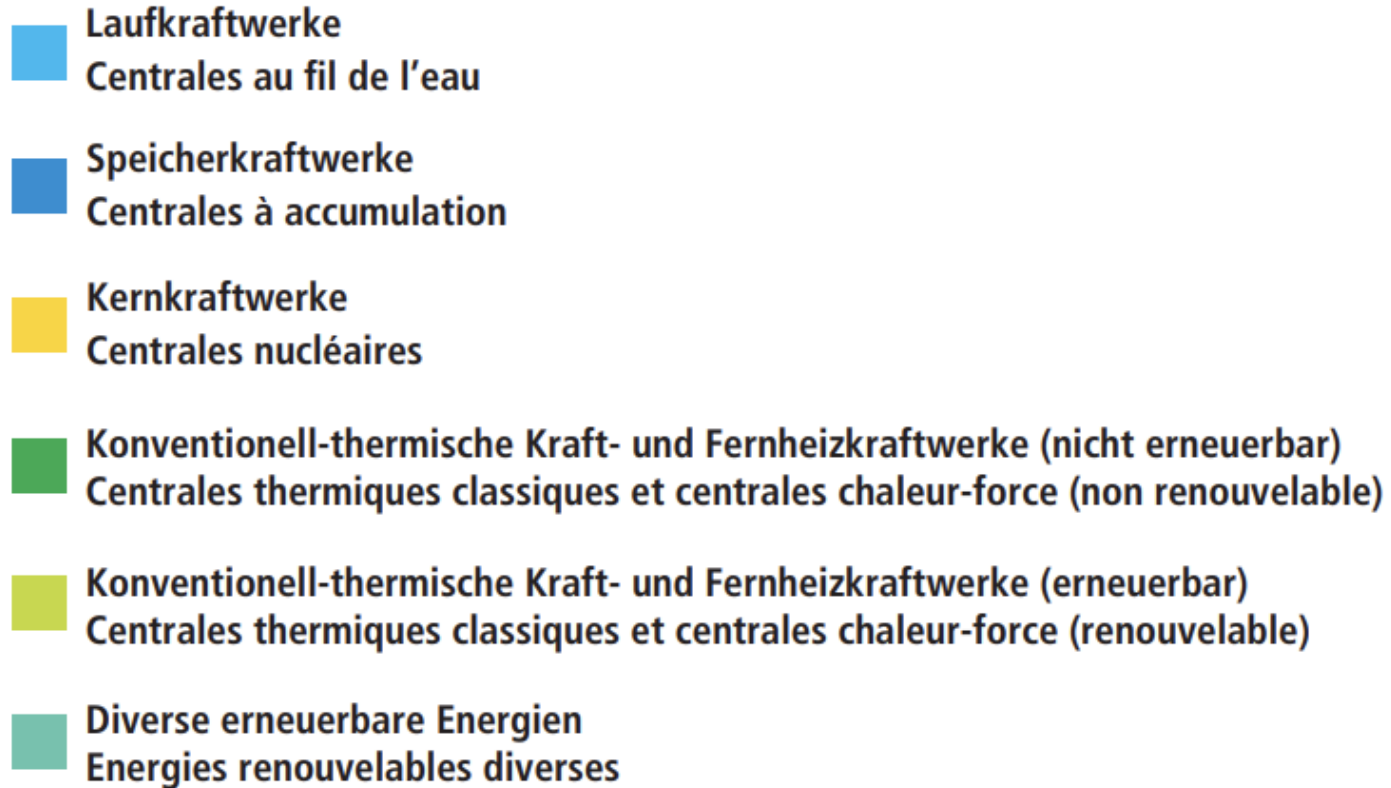 Laufkraftwerke
Centrales au fil de l’eau
Speicherkraftwerke
Centrales à accumulation
Kernkraftwerke
Centrales nucléaires
Konventionell-thermische Kraft- und Fernheizkraftwerke (nicht erneuerbar)
Centrales thermiques classiques et centrales chaleur-force (non renouvelable)
Konventionell-thermische Kraft- und Fernheizkraftwerke (erneuerbar)
Centrales thermiques classiques et centrales chaleur-force (renouvelable)
Diverse erneuerbare Energien
Energies renouvelables diverses